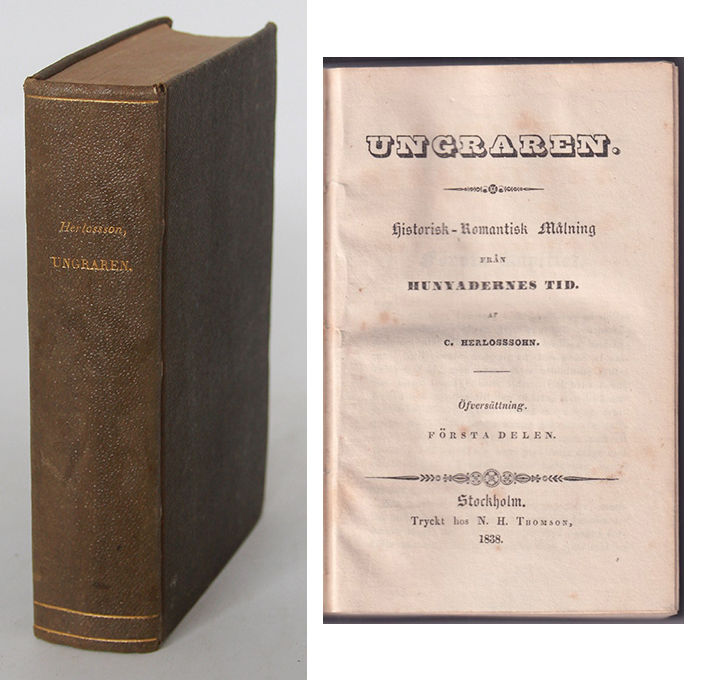 Herlossson,
UNGRAREN.
UNGRAREN.
Historisk-Romantisk Målning
FRÅN
HUNYADERNES TID.
AF
C. HERLOSSSOHN.
Öfversättning.
FÖRSTA DELEN.
Stockholm.
Tryckt hos N. H. THOMSON,
1838.